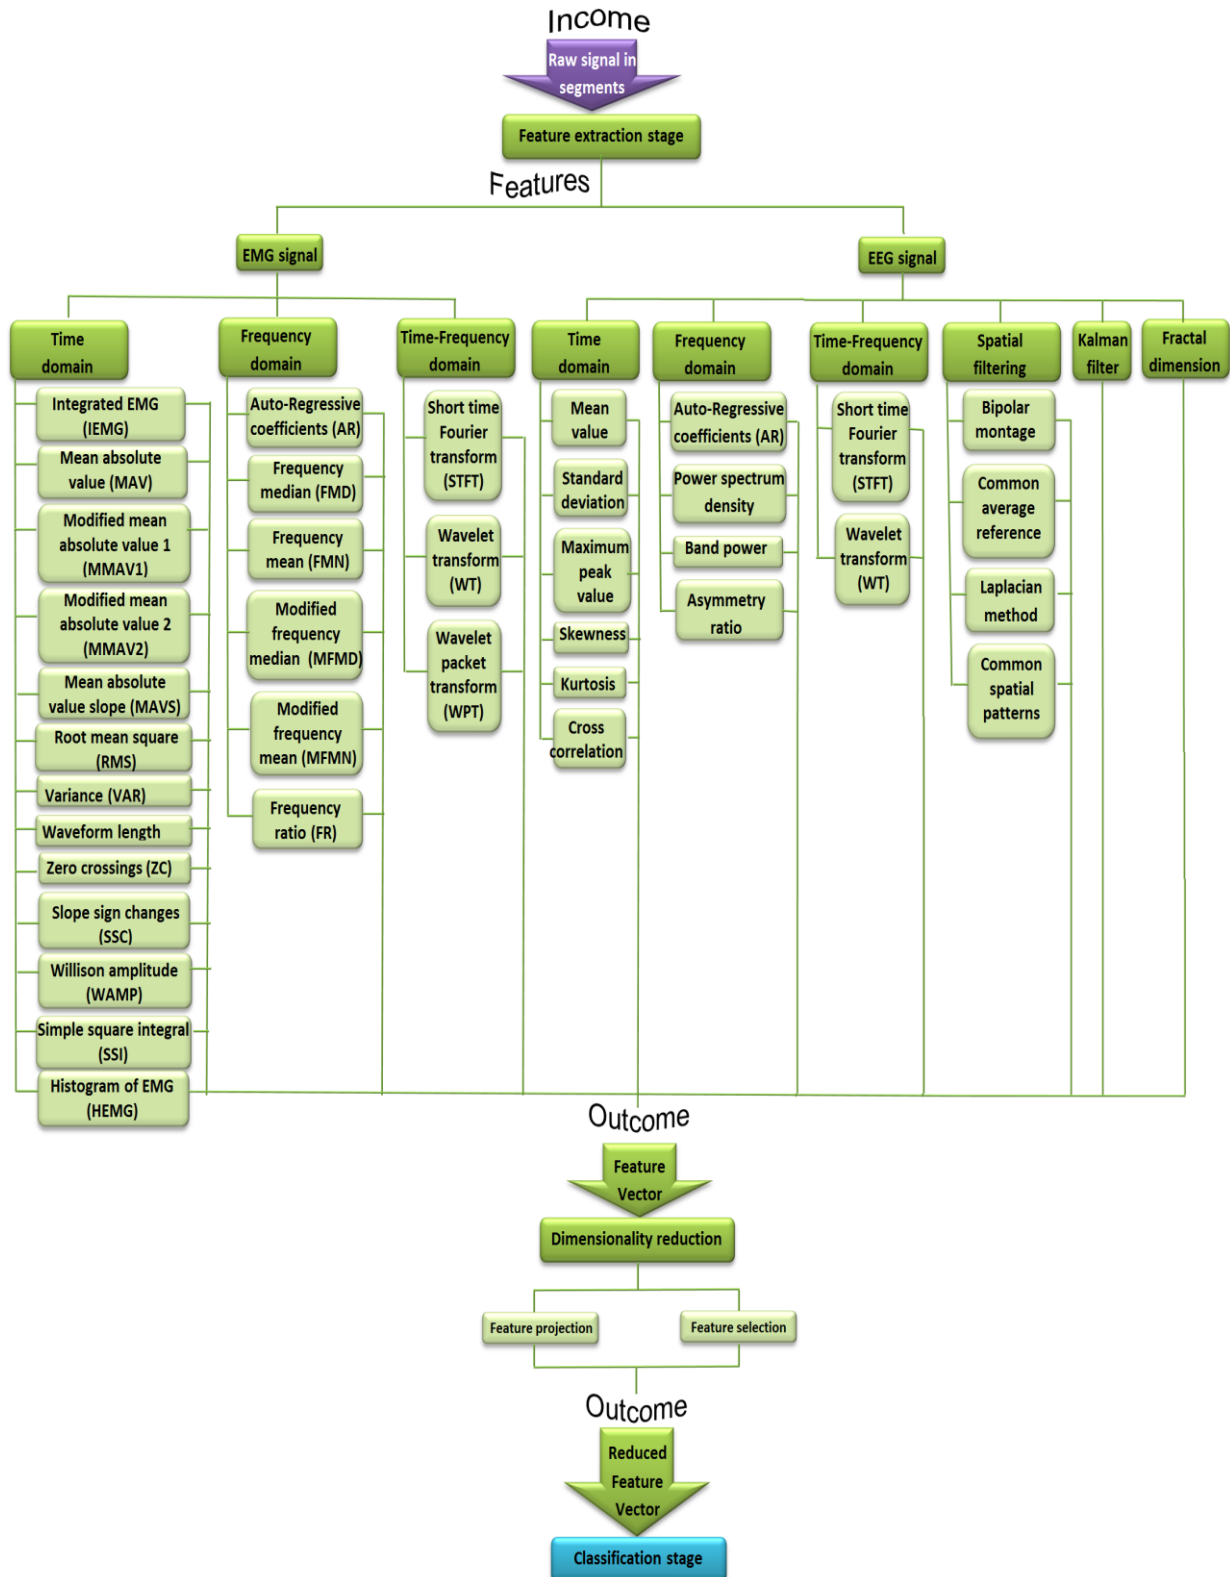 Income
Raw signal in
segments
Feature extraction stage
Features
EMG signal
EEG signal
Time
domain
Integrated EMG
(IEMG)
Mean absolute
value (MAV)
Modified mean
absolute value 1
(MMAV1)
Modified mean
absolute value 2
(MMAV2)
Mean absolute
value slope (MAVS)
Root mean square
(RMS)
Variance (VAR)
Waveform length
Zero crossings (ZC)
Slope sign changes
(SSC)
Willison amplitude
(WAMP)
Simple square integral
(SSI)
Histogram of EMG
(HEMG)
Frequency
domain
Auto-Regressive
coefficients (AR)
Frequency
median (FMD)
Frequency
mean (FMN)
Modified
frequency
median (MFMD)
Modified
frequency
mean (MFMN)
Frequency
ratio (FR)
Time-Frequency
domain
Short time
Fourier
transform
(STFT)
Wavelet
transform
(WT)
Wavelet
packet
transform
(WPT)
Time
domain
Mean
value
Standard
deviation
Maximum
peak
value
Skewness
Kurtosis
Cross
correlation
Frequency
domain
Auto-Regressive
coefficients (AR)
Power spectrum
density
Band power
Asymmetry
ratio
Time-Frequency
domain
Short time
Fourier
transform
(STFT)
Wavelet
transform
(WT)
Spatial
filtering
Bipolar
montage
Common
average
reference
Laplacian
method
Common
spatial
patterns
Kalman
filter
Fractal
dimension
Outcome
Feature
Vector
Dimensionality reduction
Feature projection
Feature selection
Outcome
Reduced
Feature
Vector
Classification stage